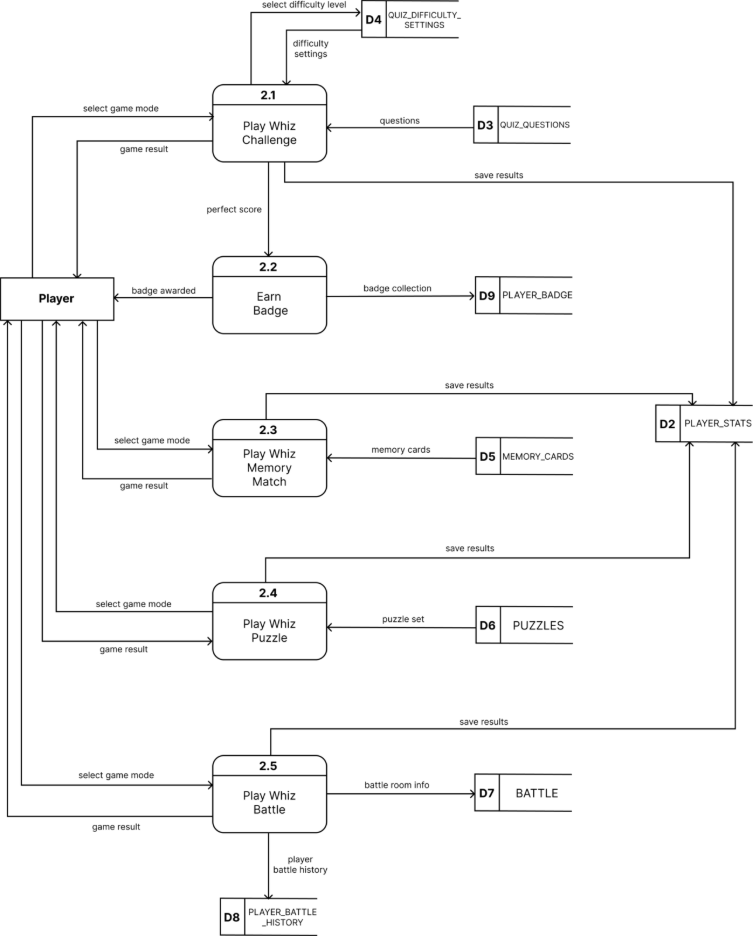 select difficulty level
D4
QUIZ_DIFFICULTY_
SETTINGS
difficulty
settings
2.1
select game mode
Play Whiz
Challenge
questions
D3
QUIZ_QUESTIONS
game result
save results
perfect score
2.2
Player
badge awarded
Earn
Badge
badge collection
D9
PLAYER_BADGE
save results
2.3
D2
PLAYER_STATS
select game mode
Play Whiz
Memory
Match
memory cards
D5
MEMORY_CARDS
game result
save results
2.4
select game mode
Play Whiz
Puzzle
puzzle set
D6
PUZZLES
game result
save results
2.5
select game mode
Play Whiz
Battle
battle room info
D7
BATTLE
game result
player
battle history
D8
PLAYER_BATTLE
_HISTORY